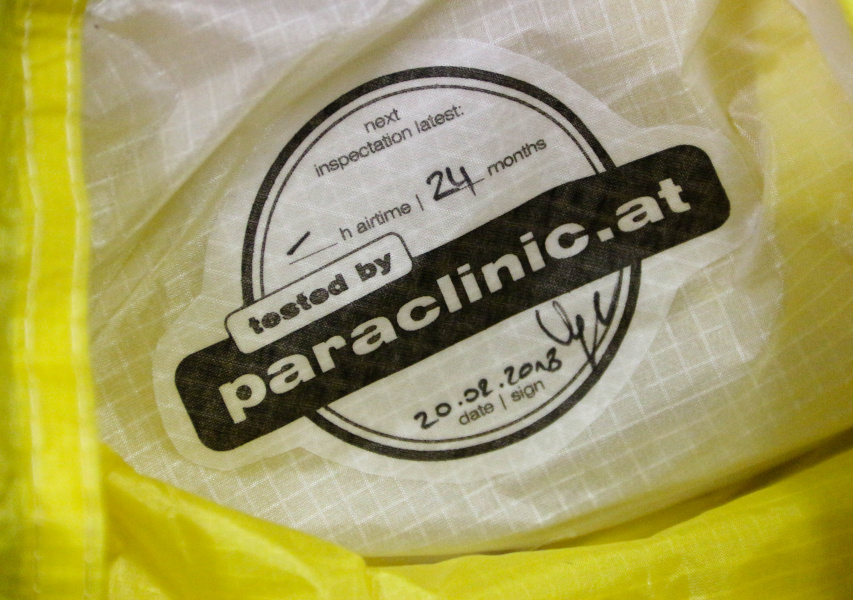 next
inspectation latest:
h airtime | 24 months
tested by
paraclinic.at
20.02.2013
date | sign